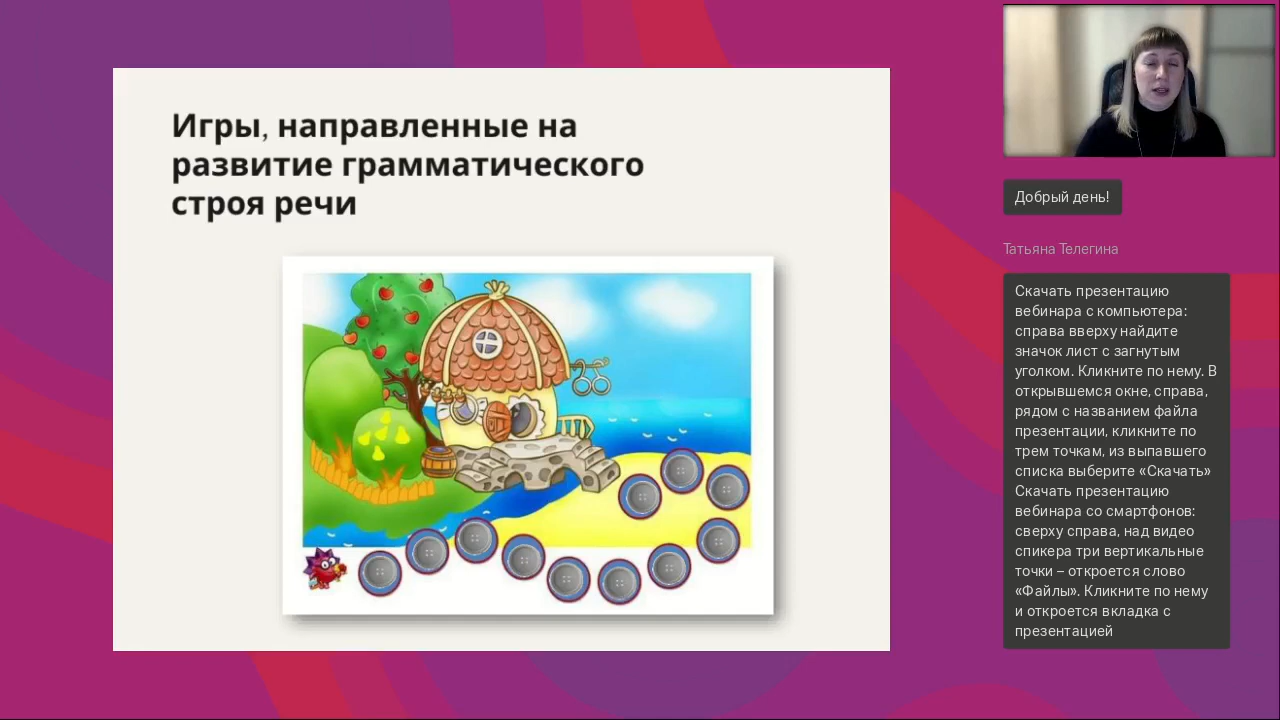 Игры, направленные на
развитие грамматического
строя речи
Добрый день!
Татьяна Телегина
Скачать презентацию
вебинара с компьютера:
справа вверху найдите
значок лист с загнутым
уголком. Кликните по нему. В
открывшемся окне, справа,
рядом с названием файла
презентации, кликните по
трем точкам, из выпавшего
списка выберите «Скачать»
Скачать презентацию
вебинара со смартфонов:
сверху справа, над видео
спикера три вертикальные
точки – откроется слово
«Файлы». Кликните по нему
и откроется вкладка с
презентацией